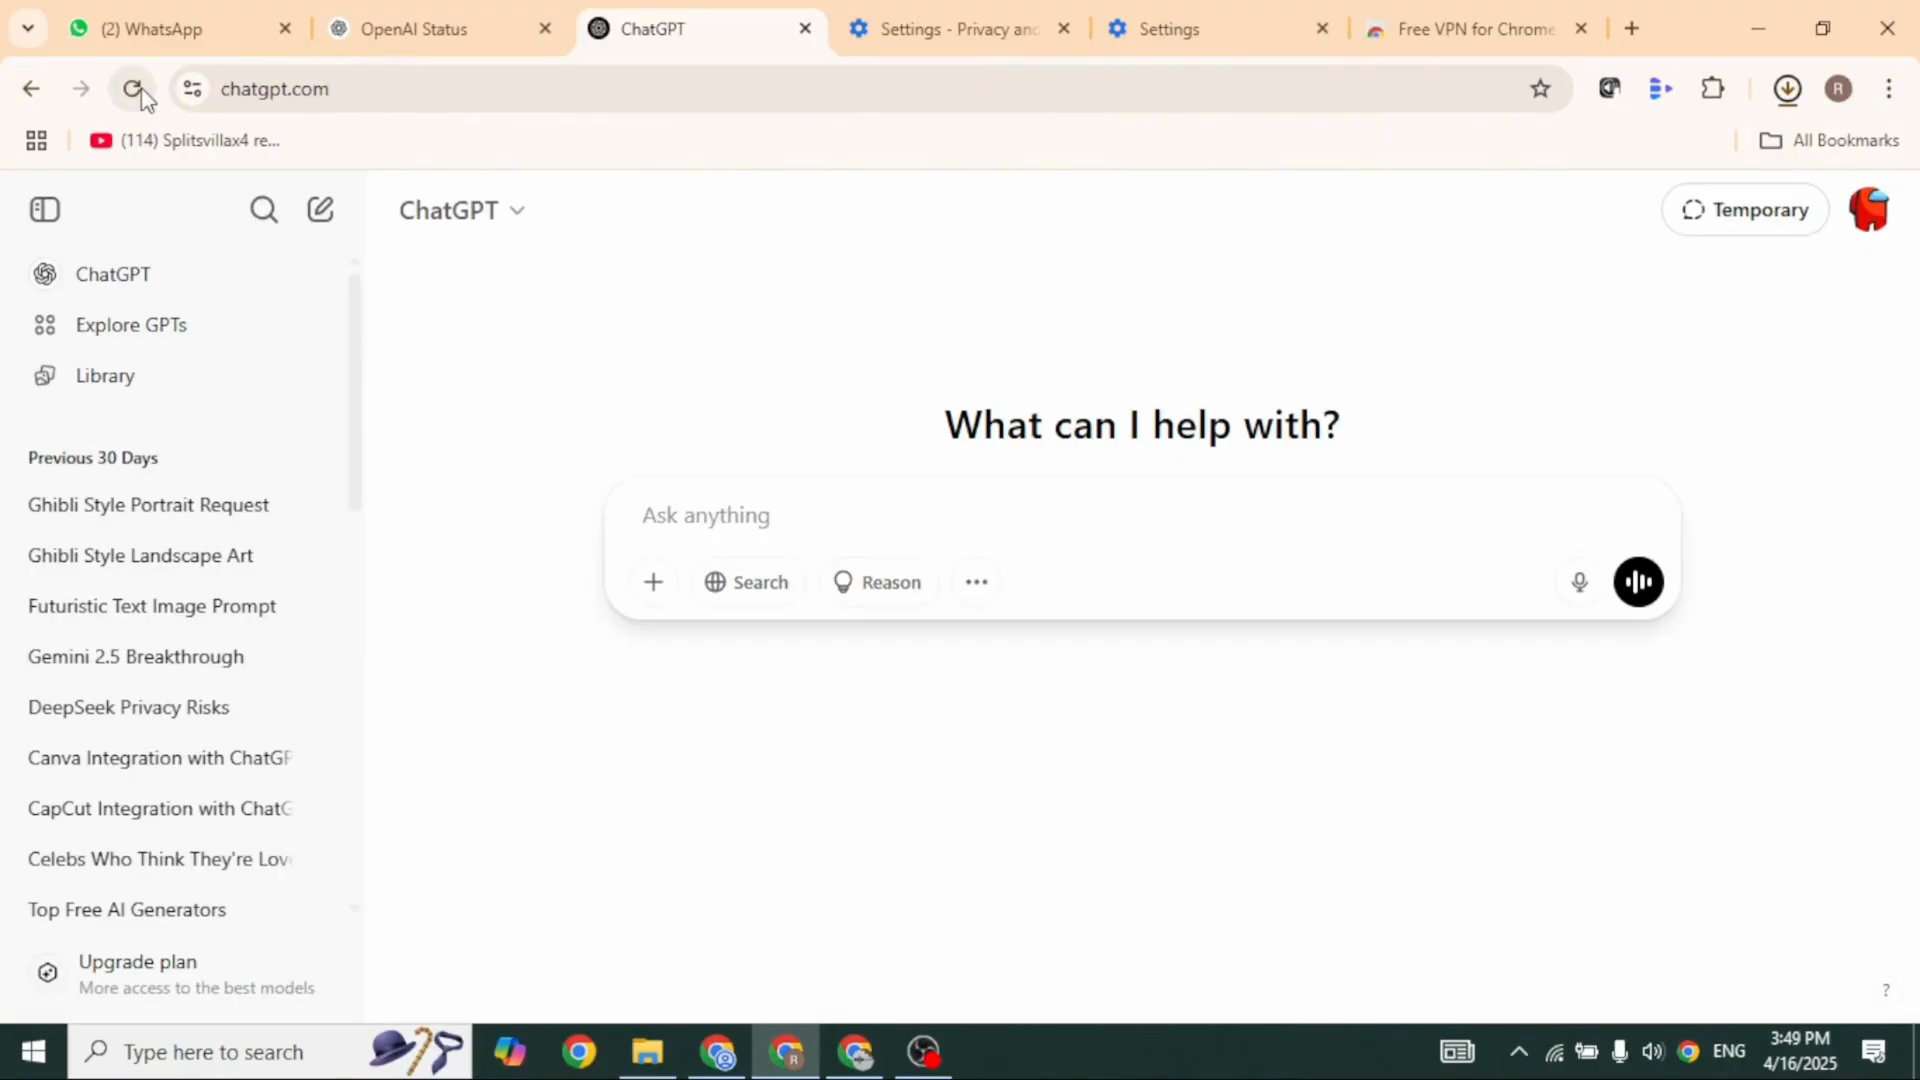 (2) WhatsApp
OpenAI Status
ChatGPT
Settings - Privacy and
Settings
Free VPN for Chrome
chatgpt.com
R
(114) Splitsvillax4 re...
All Bookmarks
ChatGPT
Temporary
ChatGPT
Explore GPTs
Library
Previous 30 Days
Ghibli Style Portrait Request
Ghibli Style Landscape Art
Futuristic Text Image Prompt
Gemini 2.5 Breakthrough
DeepSeek Privacy Risks
Canva Integration with ChatGP
CapCut Integration with ChatG
Celebs Who Think They're Lov
Top Free AI Generators
Upgrade plan
More access to the best models
What can I help with?
Ask anything
Search
Reason
?
Type here to search
R
ENG
3:49 PM
4/16/2025